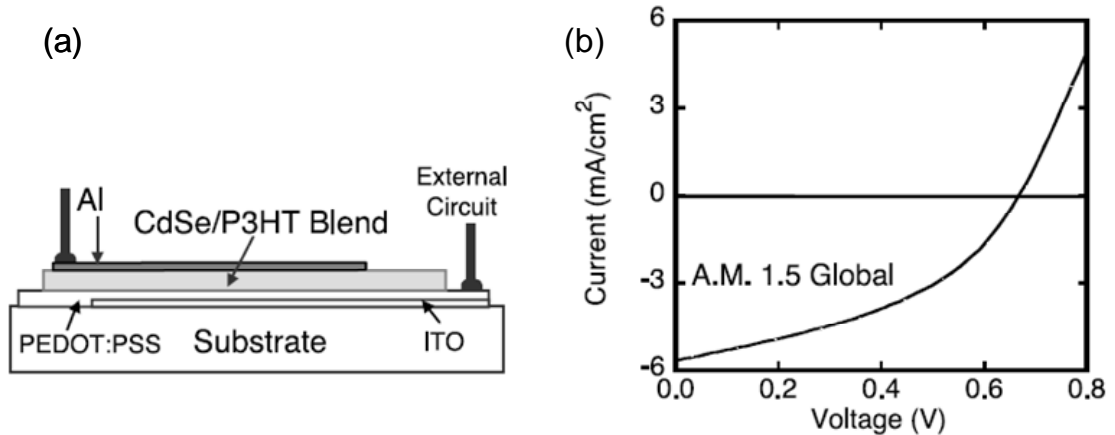 (a)
Al
External
Circuit
CdSe/P3HT Blend
PEDOT:PSS
Substrate
ITO
(b)
Current (mA/cm²)
6
3
0
-3
-6
A.M. 1.5 Global
0.0 0.2 0.4 0.6 0.8
Voltage (V)